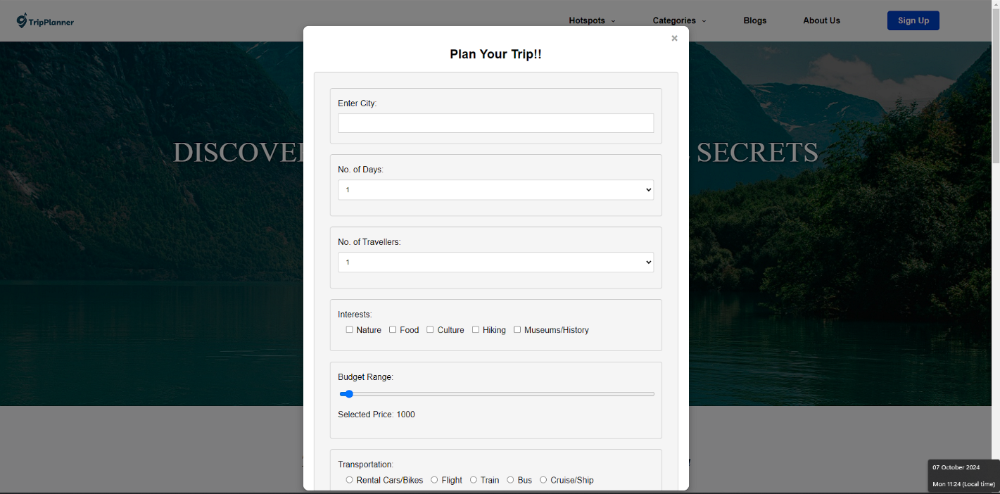 TripPlanner
Hotspots
Categories
Blogs
About Us
Sign Up
×
Plan Your Trip!!
SECRETS
Enter City:
No. of Days:
1
No. of Travellers:
1
Interests:
Nature Food Culture Hiking Museums/History
Budget Range:
Selected Price: 1000
Transportation:
Rental Cars/Bikes Flight Train Bus Cruise/Ship
07 October 2024
Mon 11:24 (Local time)